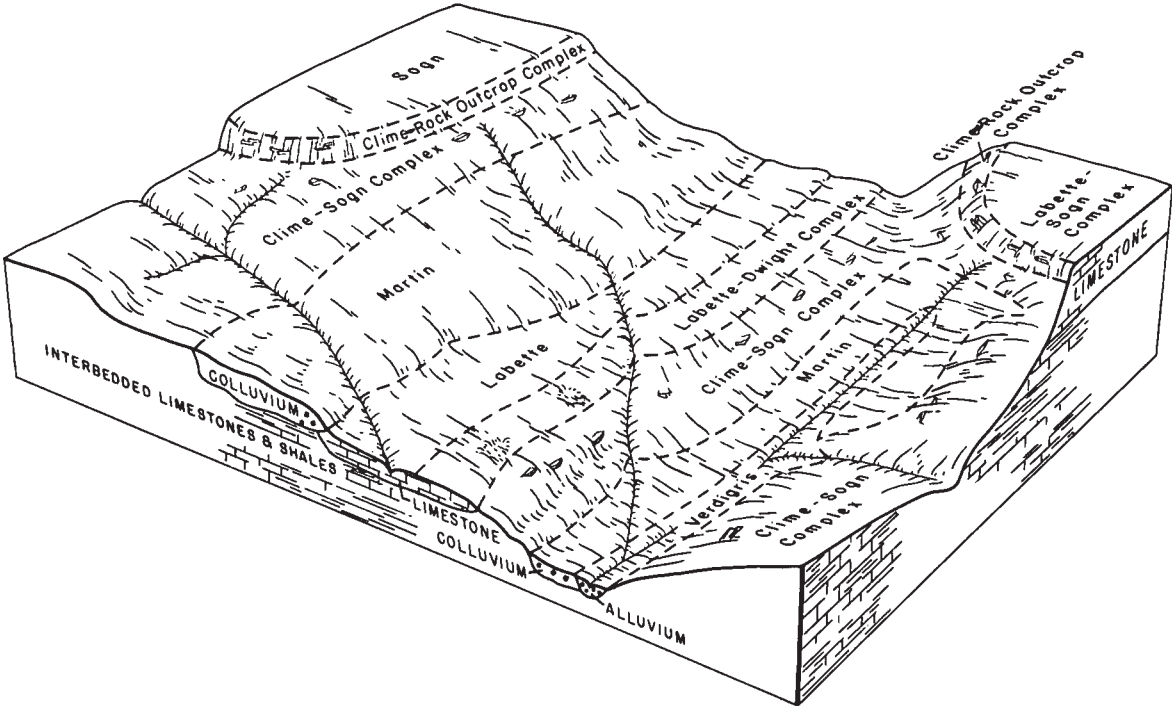 Sogn
Clime-Rock Outcrop Complex
Clime-Rock Outcrop
Complex
Labette-
Sogn
Complex
LIMESTONE
Clime-Sogn Complex
Martin
Labette-Dwight Complex
Labette
Clime-Sogn Complex
Martin
Verdigris
Clime-Sogn
Complex
COLLUVIUM
INTERBEDDED LIMESTONES & SHALES
LIMESTONE
COLLUVIUM
ALLUVIUM